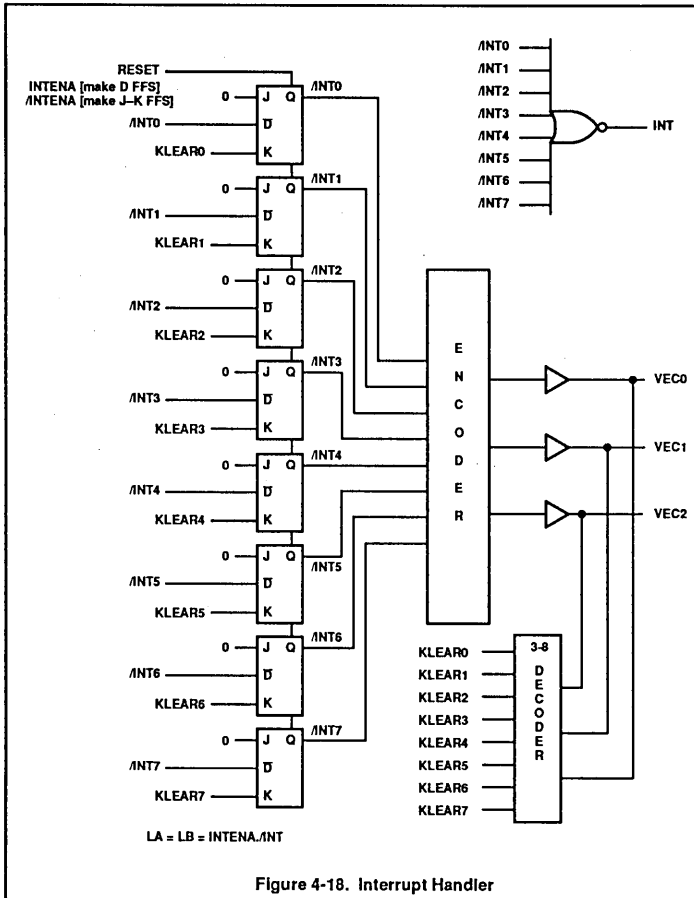 RESET
INTENA [make D FFS]
/INTENA [make J–K FFS]
/INT0
0 J Q
/INT0 D
KLEAR0 K
/INT1
0 J Q
/INT1 D
KLEAR1 K
/INT2
0 J Q
/INT2 D
KLEAR2 K
/INT3
0 J Q
/INT3 D
KLEAR3 K
/INT4
0 J Q
/INT4 D
KLEAR4 K
0 J Q
/INT5
/INT5 D
KLEAR5 K
/INT6
0 J Q
/INT6 D
KLEAR6 K
/INT7
0 J Q
/INT7 D
KLEAR7 K
LA = LB = INTENA./INT
/INT0
/INT1
/INT2
/INT3
/INT4
/INT5
/INT6
/INT7
INT
ENCODER
VEC0
VEC1
VEC2
KLEAR0
KLEAR1
KLEAR2
KLEAR3
KLEAR4
KLEAR5
KLEAR6
KLEAR7
3-8
DECODER
Figure 4-18. Interrupt Handler